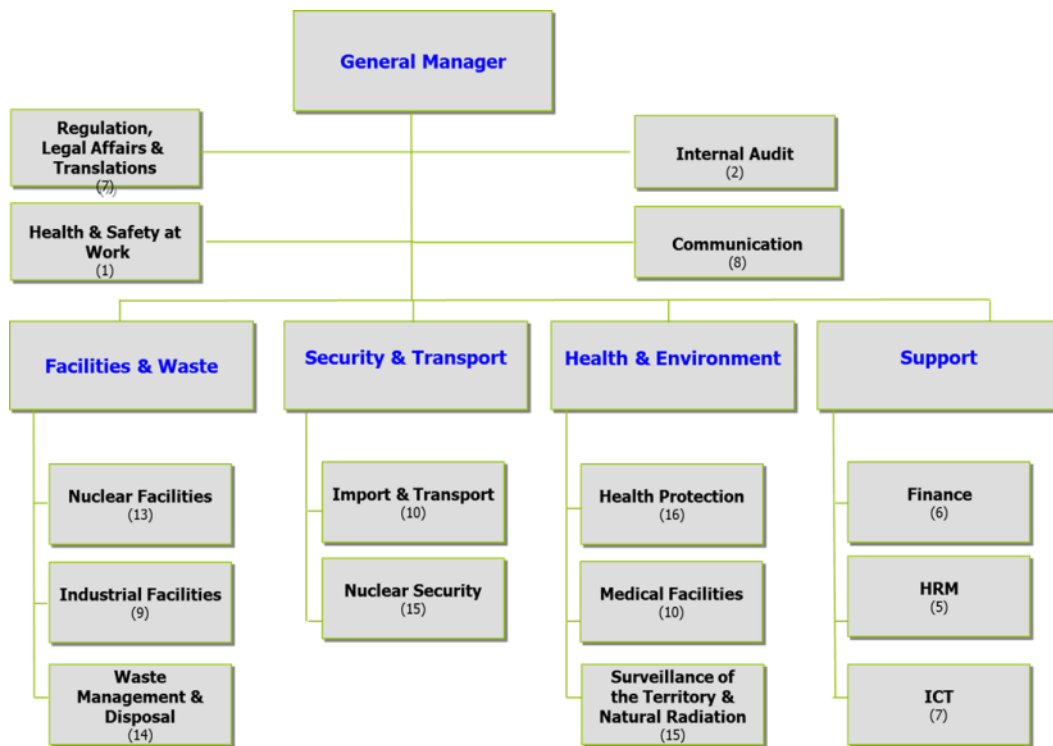 General Manager
Regulation,
Legal Affairs &
Translations
(7)
Internal Audit
(2)
Health & Safety at
Work
(1)
Communication
(8)
Facilities & Waste
Security & Transport
Health & Environment
Support
Nuclear Facilities
(13)
Import & Transport
(10)
Health Protection
(16)
Finance
(6)
Industrial Facilities
(9)
Nuclear Security
(15)
Medical Facilities
(10)
HRM
(5)
Waste
Management &
Disposal
(14)
Surveillance of
the Territory &
Natural Radiation
(15)
ICT
(7)